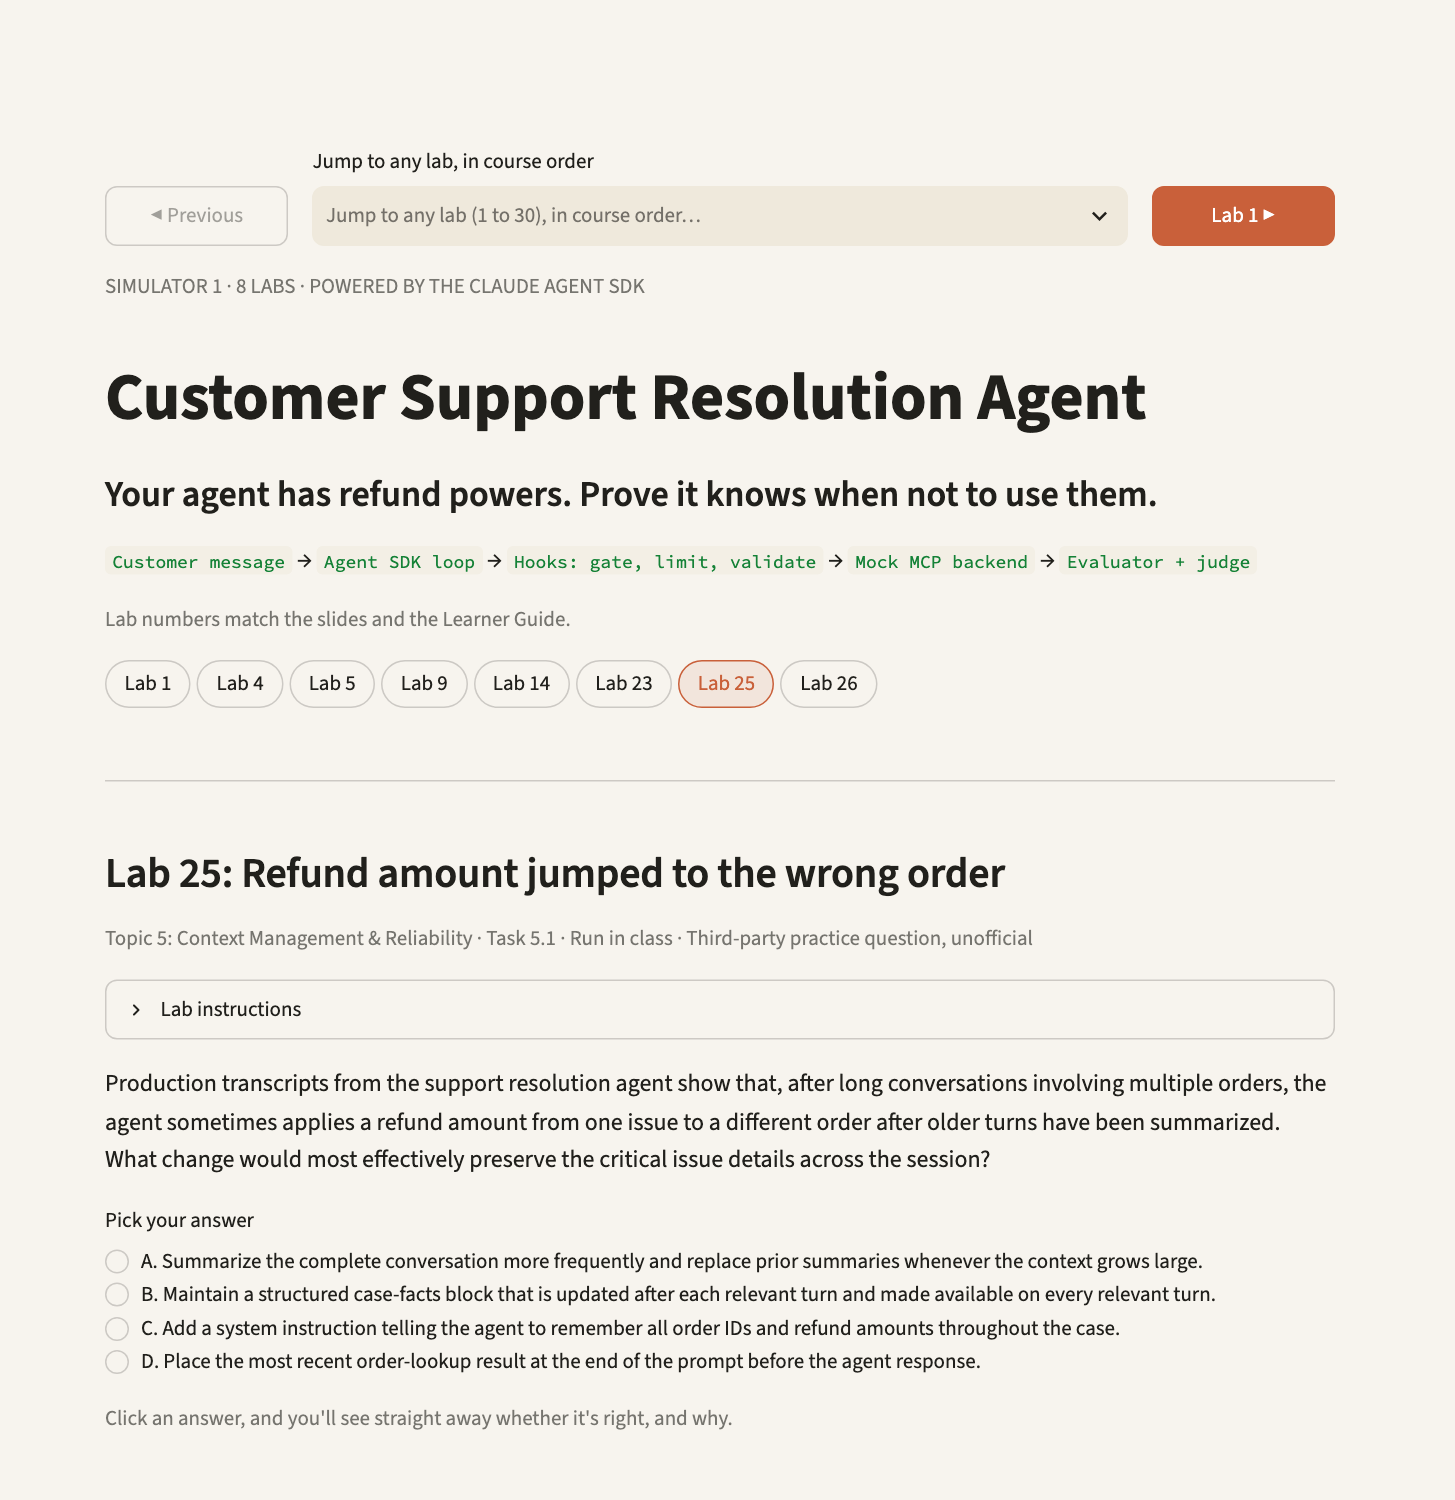 Jump to any lab, in course order
◀ Previous
Jump to any lab (1 to 30), in course order…
Lab 1 ▶
SIMULATOR 1 · 8 LABS · POWERED BY THE CLAUDE AGENT SDK
Customer Support Resolution Agent
Your agent has refund powers. Prove it knows when not to use them.
Customer message → Agent SDK loop → Hooks: gate, limit, validate → Mock MCP backend → Evaluator + judge
Lab numbers match the slides and the Learner Guide.
Lab 1 Lab 4 Lab 5 Lab 9 Lab 14 Lab 23 Lab 25 Lab 26
Lab 25: Refund amount jumped to the wrong order
Topic 5: Context Management & Reliability · Task 5.1 · Run in class · Third-party practice question, unofficial
Lab instructions
Production transcripts from the support resolution agent show that, after long conversations involving multiple orders, the
agent sometimes applies a refund amount from one issue to a different order after older turns have been summarized.
What change would most effectively preserve the critical issue details across the session?
Pick your answer
A. Summarize the complete conversation more frequently and replace prior summaries whenever the context grows large.
B. Maintain a structured case-facts block that is updated after each relevant turn and made available on every relevant turn.
C. Add a system instruction telling the agent to remember all order IDs and refund amounts throughout the case.
D. Place the most recent order-lookup result at the end of the prompt before the agent response.
Click an answer, and you'll see straight away whether it's right, and why.